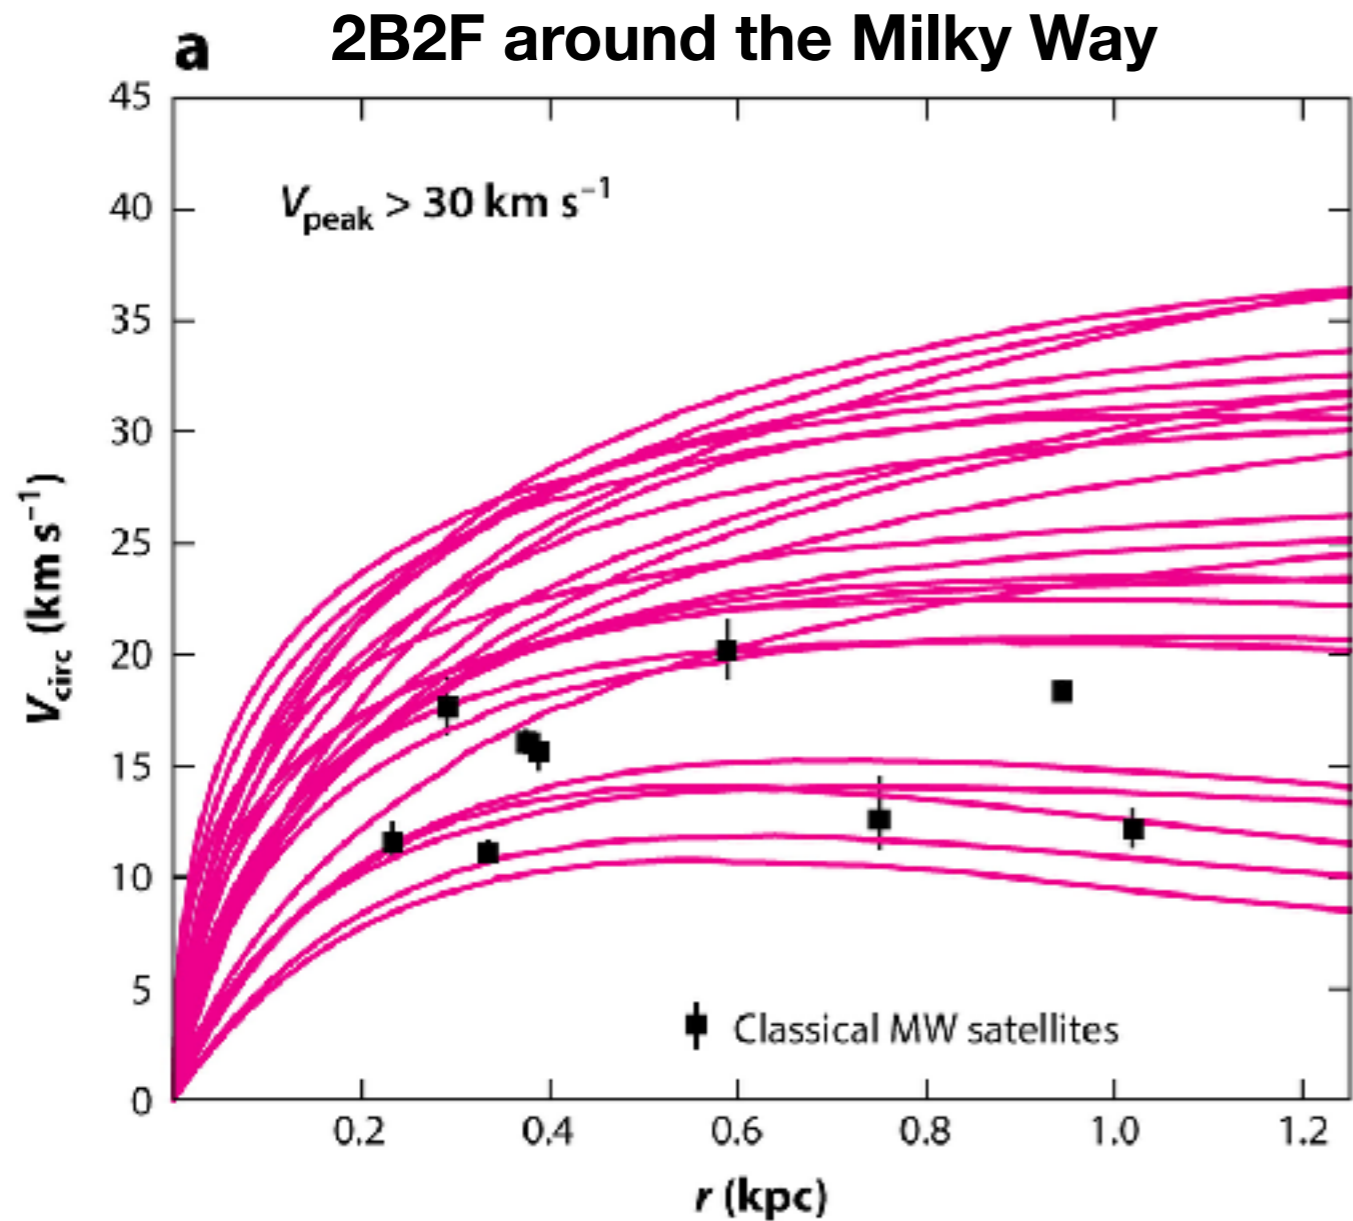 a 2B2F around the Milky Way
V_peak > 30 km s⁻¹
45
40
35
30
25
20
15
10
5
0
V_circ (km s⁻¹)
Classical MW satellites
0.2 0.4 0.6 0.8 1.0 1.2
r (kpc)